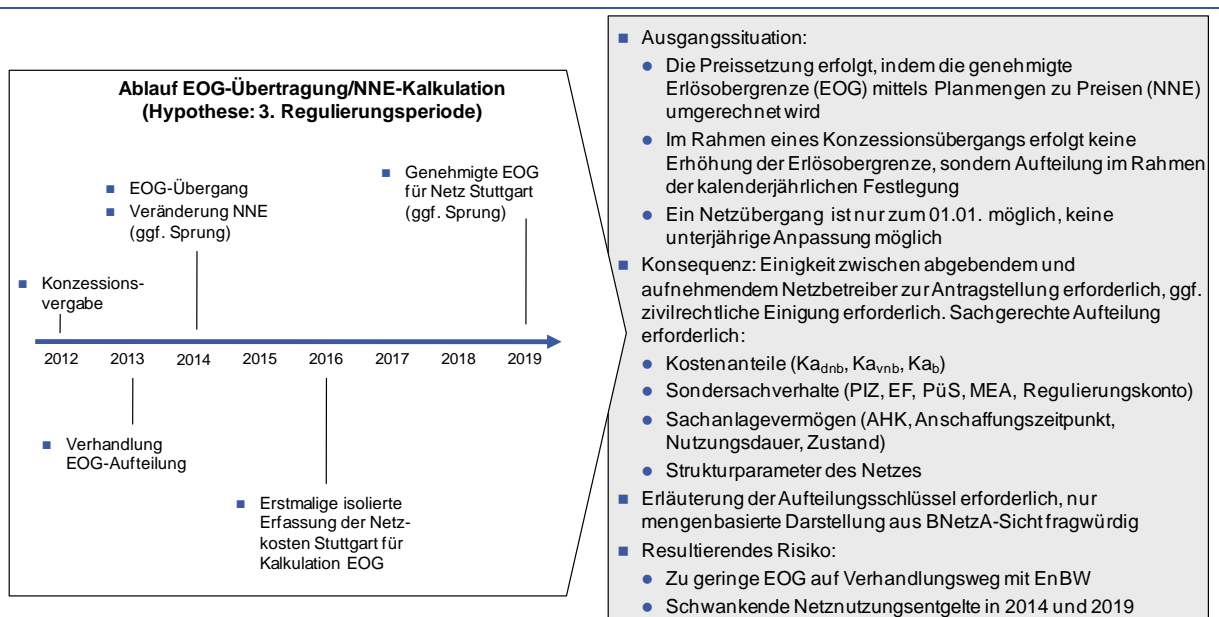 Ablauf EOG-Übertragung/NNE-Kalkulation
(Hypothese: 3. Regulierungsperiode)
■ EOG-Übergang
■ Veränderung NNE
(ggf. Sprung)
■ Genehmigte EOG
für Netz Stuttgart
(ggf. Sprung)
■ Konzessions-
vergabe
2012 2013 2014 2015 2016 2017 2018 2019
■ Verhandlung
EOG-Aufteilung
■ Erstmalige isolierte
Erfassung der Netz-
kosten Stuttgart für
Kalkulation EOG
■ Ausgangssituation:
● Die Preissetzung erfolgt, indem die genehmigte
Erlösobergrenze (EOG) mittels Planmengen zu Preisen (NNE)
umgerechnet wird
● Im Rahmen eines Konzessionsübergangs erfolgt keine
Erhöhung der Erlösobergrenze, sondern Aufteilung im Rahmen
der kalenderjährlichen Festlegung
● Ein Netzübergang ist nur zum 01.01. möglich, keine
unterjährige Anpassung möglich
■ Konsequenz: Einigkeit zwischen abgebendem und
aufnehmendem Netzbetreiber zur Antragstellung erforderlich, ggf.
zivilrechtliche Einigung erforderlich. Sachgerechte Aufteilung
erforderlich:
● Kostenanteile (Ka_dnb, Ka_vnb, Ka_b)
● Sondersachverhalte (PIZ, EF, PüS, MEA, Regulierungskonto)
● Sachanlagevermögen (AHK, Anschaffungszeitpunkt,
Nutzungsdauer, Zustand)
● Strukturparameter des Netzes
■ Erläuterung der Aufteilungsschlüssel erforderlich, nur
mengenbasierte Darstellung aus BNetzA-Sicht fragwürdig
■ Resultierendes Risiko:
● Zu geringe EOG auf Verhandlungsweg mit EnBW
● Schwankende Netznutzungsentgelte in 2014 und 2019